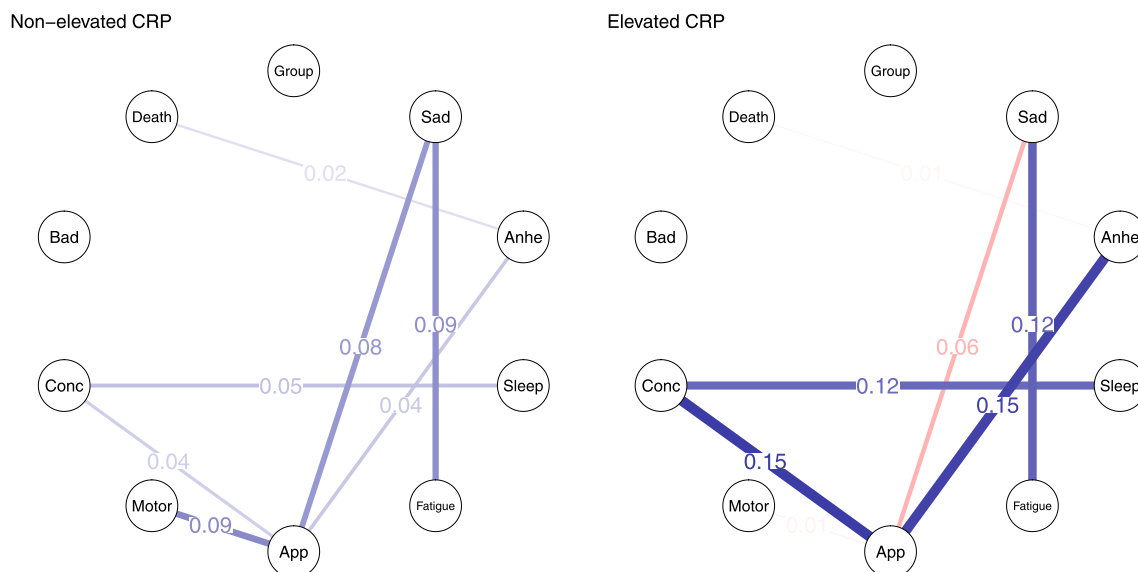 Non−elevated CRP
Group
Death
Sad
0.02
Bad
Anhe
0.09
0.08
Conc
0.05
Sleep
0.04
0.04
Motor
0.09
Fatigue
App
Elevated CRP
Group
Death
Sad
0.01
Bad
Anhe
0.12
0.06
Conc
0.12
Sleep
0.15
0.15
Motor
0.01
Fatigue
App